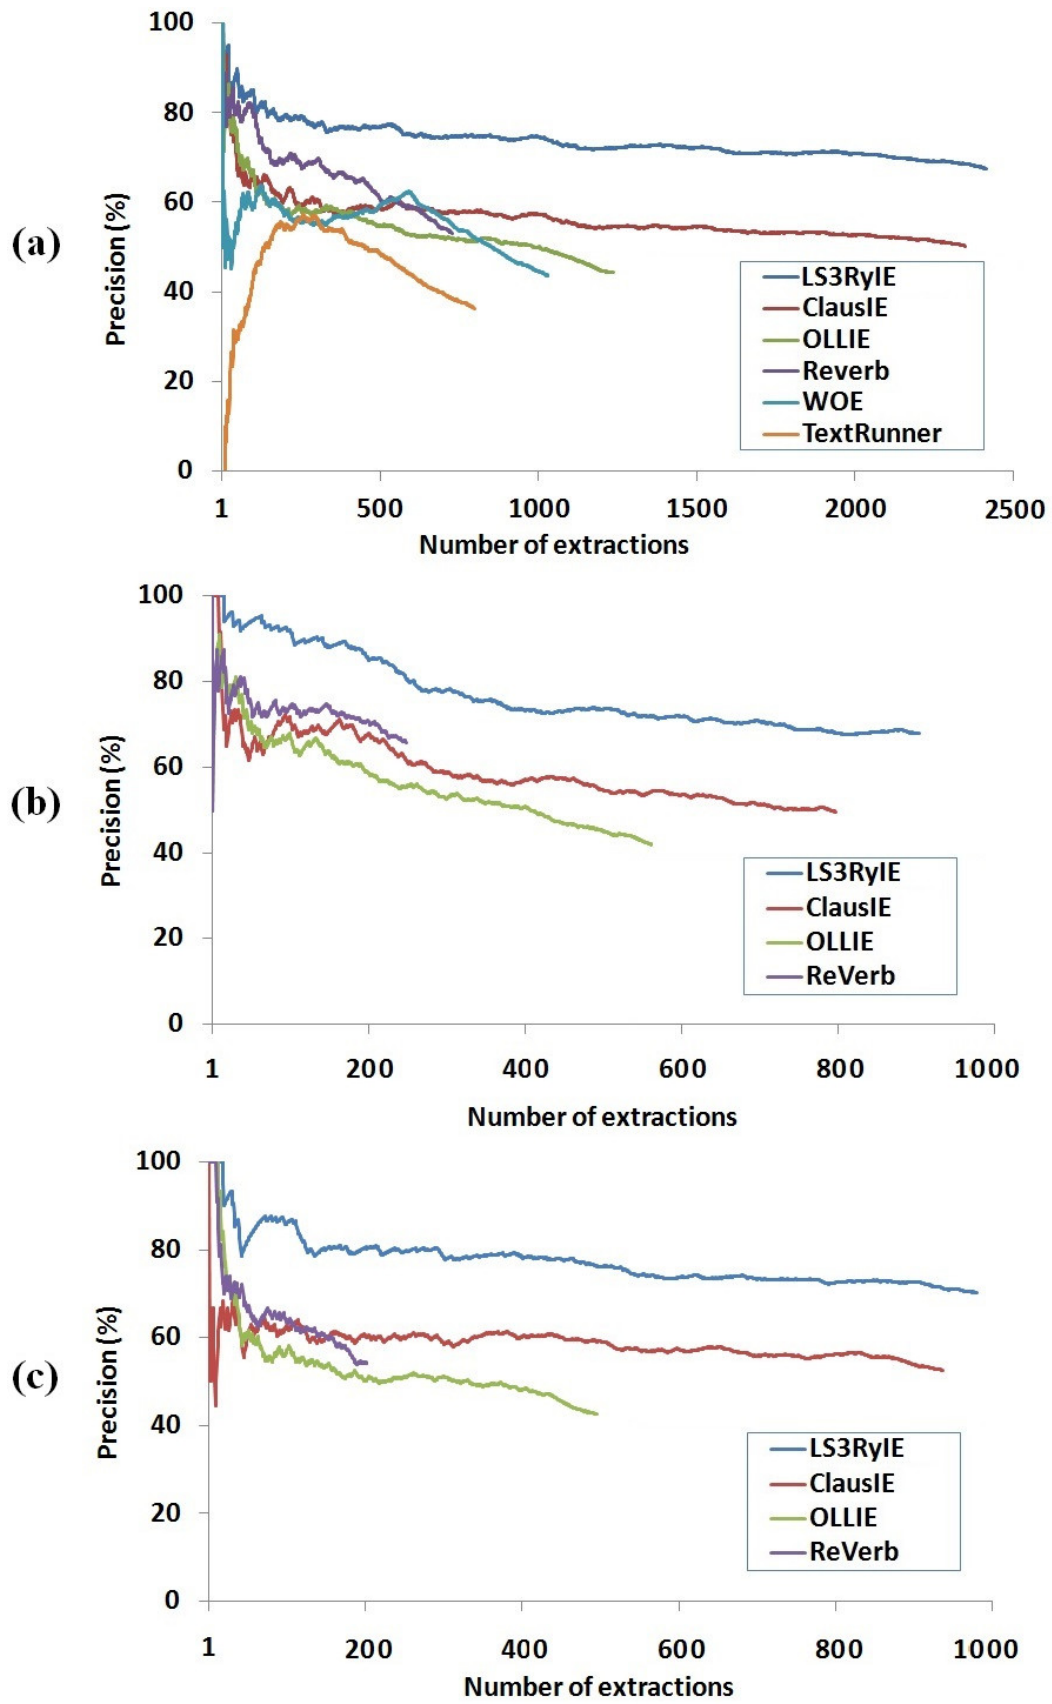 (a)
Precision (%)
100
80
60
40
20
0
LS3RyIE
ClausIE
OLLIE
Reverb
WOE
TextRunner
1 500 1000 1500 2000 2500
Number of extractions
(b)
Precision (%)
100
80
60
40
20
0
LS3RyIE
ClausIE
OLLIE
ReVerb
1 200 400 600 800 1000
Number of extractions
(c)
Precision (%)
100
80
60
40
20
0
LS3RyIE
ClausIE
OLLIE
ReVerb
1 200 400 600 800 1000
Number of extractions